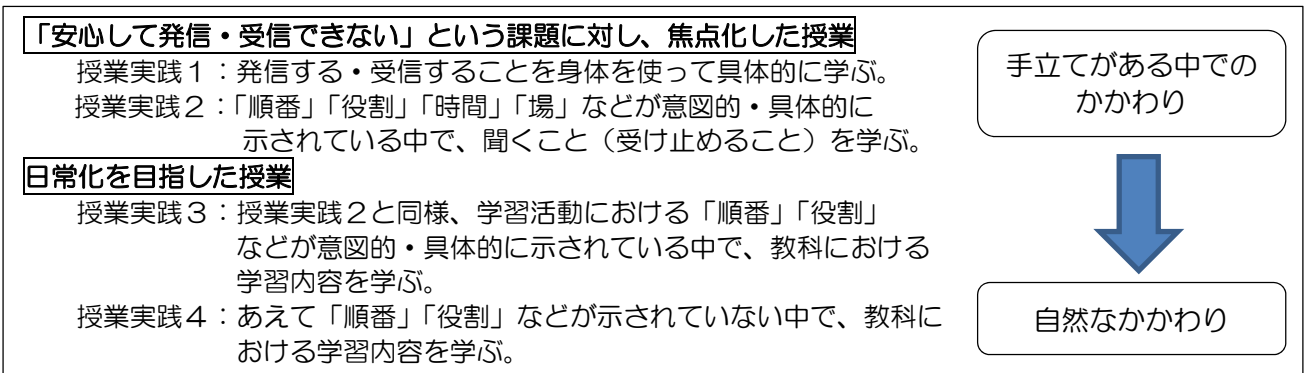 「安心して発信・受信できない」という課題に対し、焦点化した授業
授業実践１：発信する・受信することを身体を使って具体的に学ぶ。
授業実践２：「順番」「役割」「時間」「場」などが意図的・具体的に
示されている中で、聞くこと（受け止めること）を学ぶ。
日常化を目指した授業
授業実践３：授業実践２と同様、学習活動における「順番」「役割」
などが意図的・具体的に示されている中で、教科における
学習内容を学ぶ。
授業実践４：あえて「順番」「役割」などが示されていない中で、教科に
おける学習内容を学ぶ。
手立てがある中での
かかわり
自然なかかわり